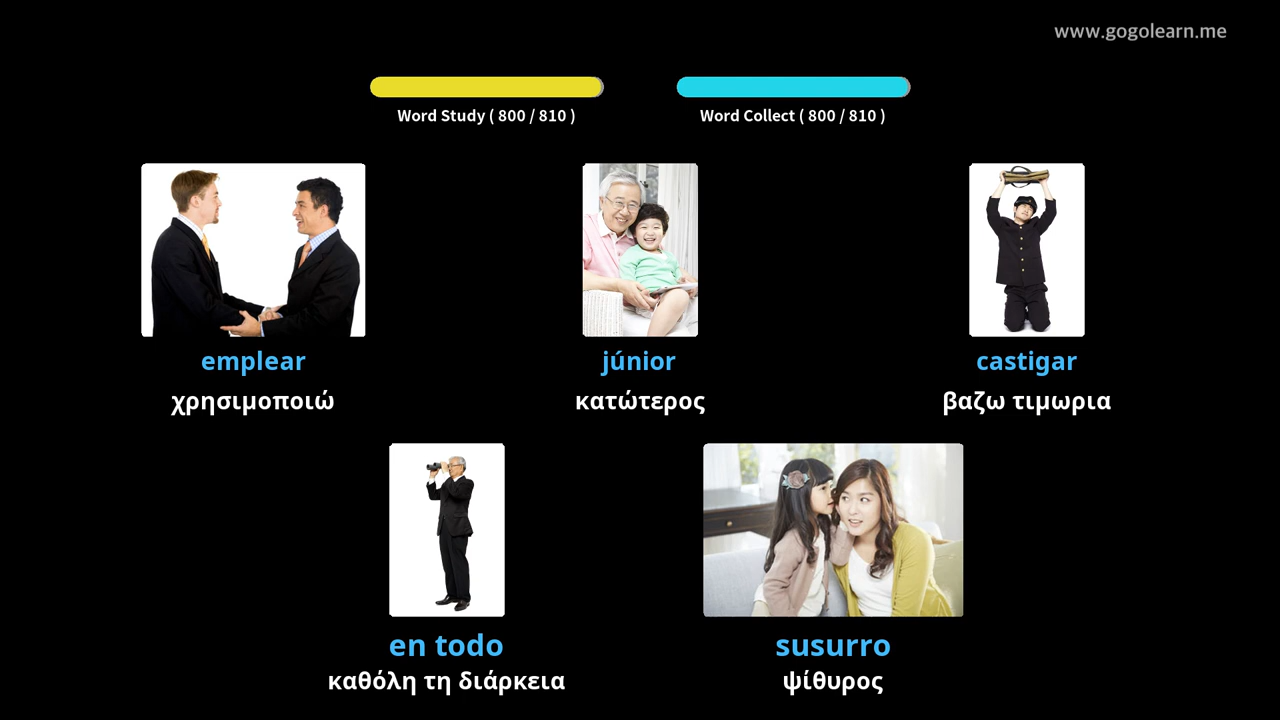 www.gogolearn.me
Word Study ( 800 / 810 )
Word Collect ( 800 / 810 )
emplear
júnior
castigar
χρησιμοποιώ
κατώτερος
βαζω τιμωρια
en todo
susurro
καθόλη τη διάρκεια
ψίθυρος